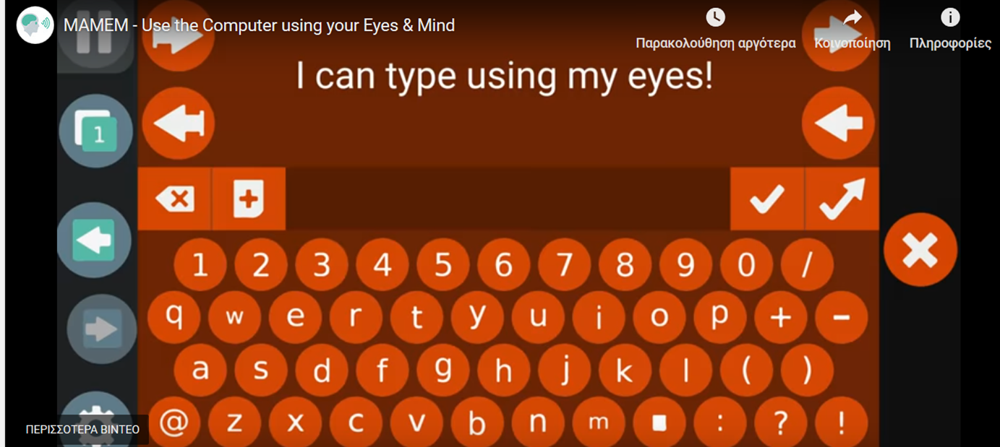 MAMEM - Use the Computer using your Eyes & Mind
Παρακολούθηση αργότερα
Κοινοποίηση
Πληροφορίες
I can type using my eyes!
1
1 2 3 4 5 6 7 8 9 0 /
q w e r t y u i o p + -
a s d f g h j k l ( )
@ z x c v b n m . : ? !
ΠΕΡΙΣΣΟΤΕΡΑ ΒΙΝΤΕΟ